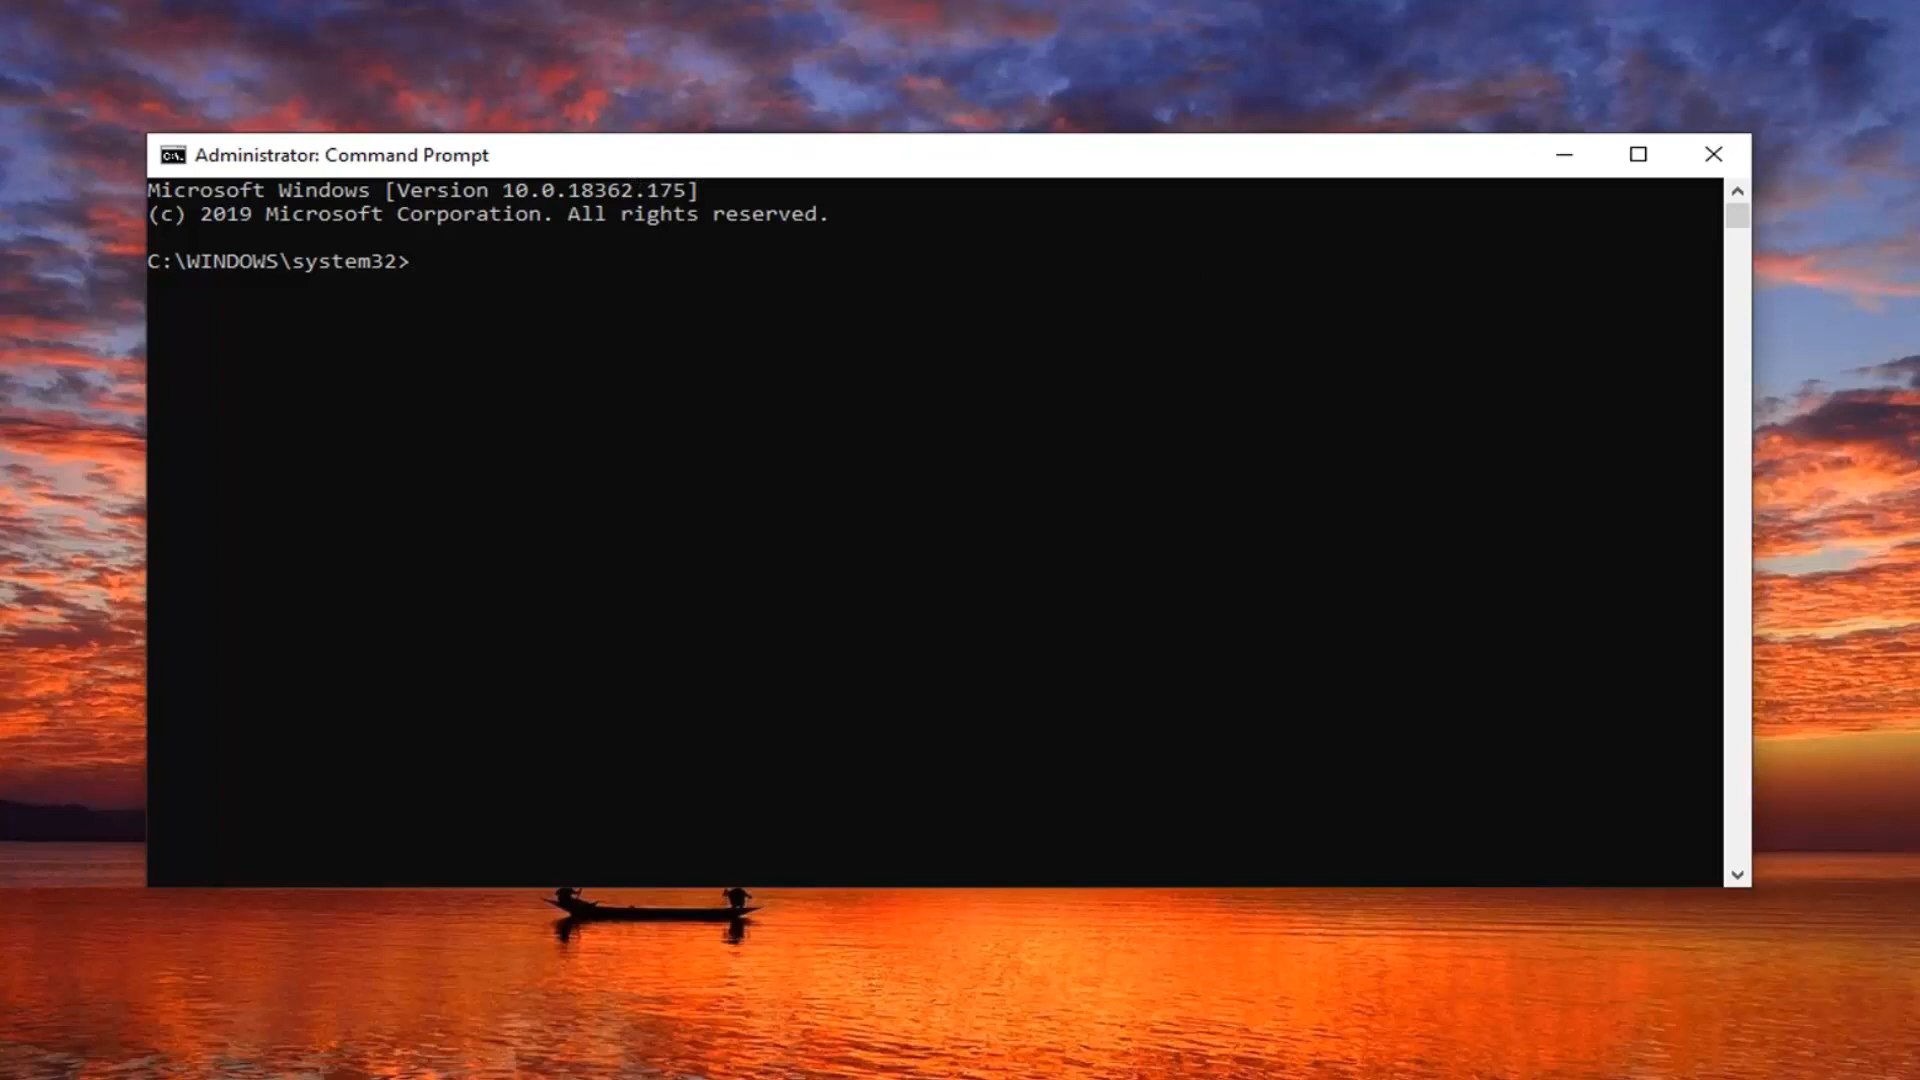 Administrator: Command Prompt
Microsoft Windows [Version 10.0.18362.175]
(c) 2019 Microsoft Corporation. All rights reserved.
C:\WINDOWS\system32>